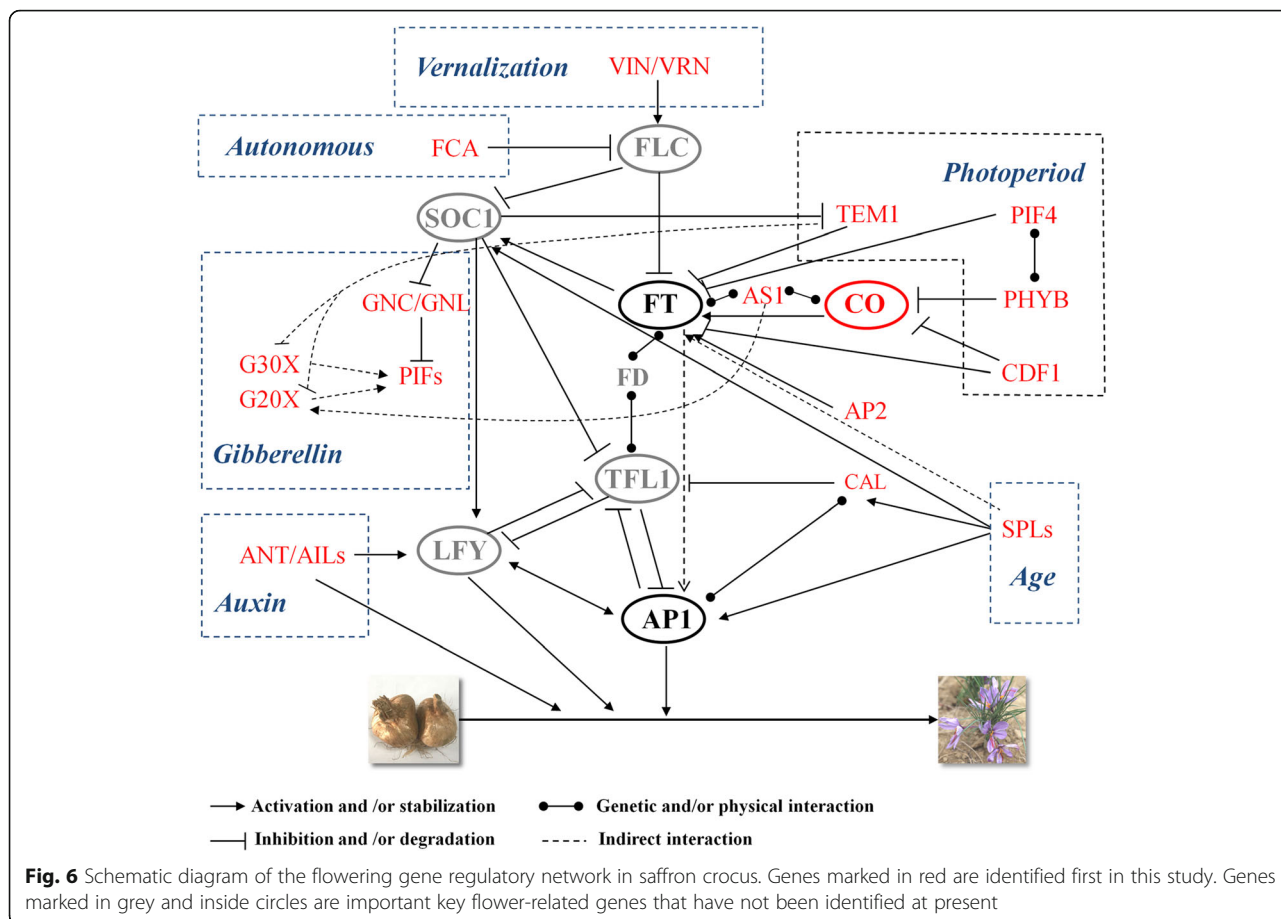 Vernalization
VIN/VRN
Autonomous
FCA
FLC
Photoperiod
SOC1
TEM1
PIF4
GNC/GNL
FT
AS1
CO
PHYB
G30X
PIFs
G20X
FD
CDF1
AP2
Gibberellin
TFL1
CAL
SPLs
ANT/AILs
LFY
Age
Auxin
AP1
Activation and /or stabilization
Genetic and/or physical interaction
Inhibition and /or degradation
Indirect interaction
Fig. 6 Schematic diagram of the flowering gene regulatory network in saffron crocus. Genes marked in red are identified first in this study. Genes
marked in grey and inside circles are important key flower-related genes that have not been identified at present